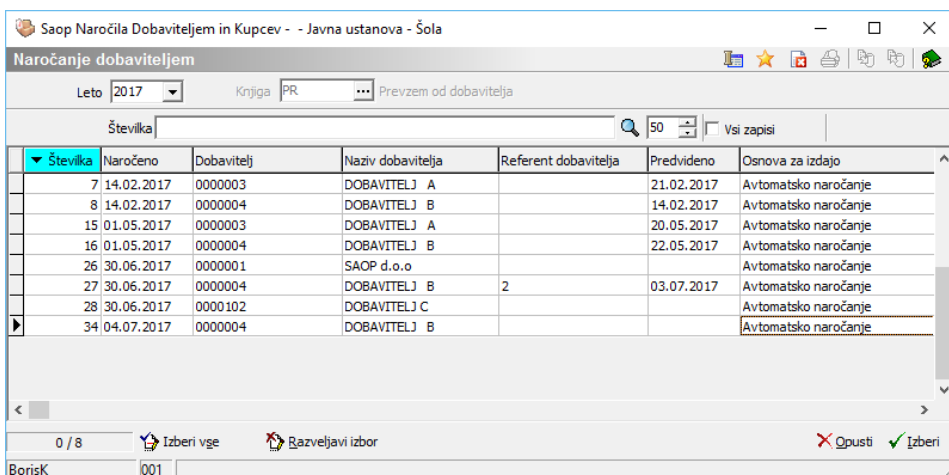 Saop Naročila Dobaviteljem in Kupcev - - Javna ustanova - Šola
Naročanje dobaviteljem
Leto 2017 Knjiga PR ... Prevzem od dobavitelja
Številka 50 Vsi zapisi
Številka Naročeno Dobavitelj Naziv dobavitelja Referent dobavitelja Predvideno Osnova za izdajo
7 14.02.2017 0000003 DOBAVITELJ A 21.02.2017 Avtomatsko naročanje
8 14.02.2017 0000004 DOBAVITELJ B 14.02.2017 Avtomatsko naročanje
15 01.05.2017 0000003 DOBAVITELJ A 20.05.2017 Avtomatsko naročanje
16 01.05.2017 0000004 DOBAVITELJ B 22.05.2017 Avtomatsko naročanje
26 30.06.2017 0000001 SAOP d.o.o Avtomatsko naročanje
27 30.06.2017 0000004 DOBAVITELJ B 2 03.07.2017 Avtomatsko naročanje
28 30.06.2017 0000102 DOBAVITELJ C Avtomatsko naročanje
34 04.07.2017 0000004 DOBAVITELJ B Avtomatsko naročanje
0 / 8 Izberi vse Razveljavi izbor Opusti Izberi
BorisK 001